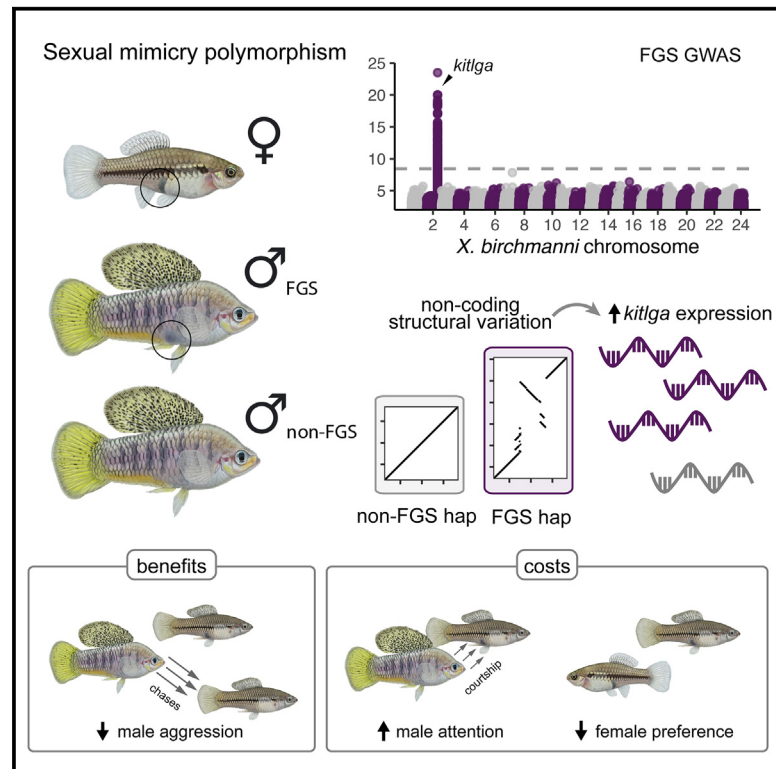 Sexual mimicry polymorphism
♀
♂FGS
♂non-FGS
FGS GWAS
25
20
15
10
5
kitlga
2 4 6 8 10 12 14 16 18 20 22 24
X. birchmanni chromosome
non-coding
structural variation
↑ kitlga expression
non-FGS hap
FGS hap
benefits
chases
↓ male aggression
costs
courtship
↑ male attention
↓ female preference